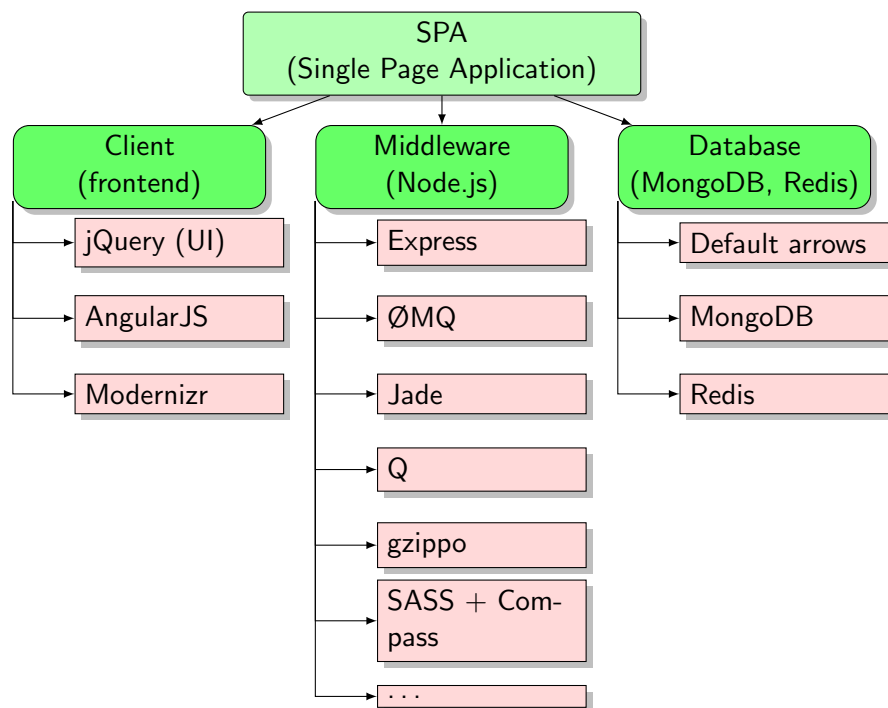 SPA
(Single Page Application)
Client
(frontend)
Middleware
(Node.js)
Database
(MongoDB, Redis)
jQuery (UI)
AngularJS
Modernizr
Express
ØMQ
Jade
Q
gzippo
SASS + Com-
pass
. . .
Default arrows
MongoDB
Redis